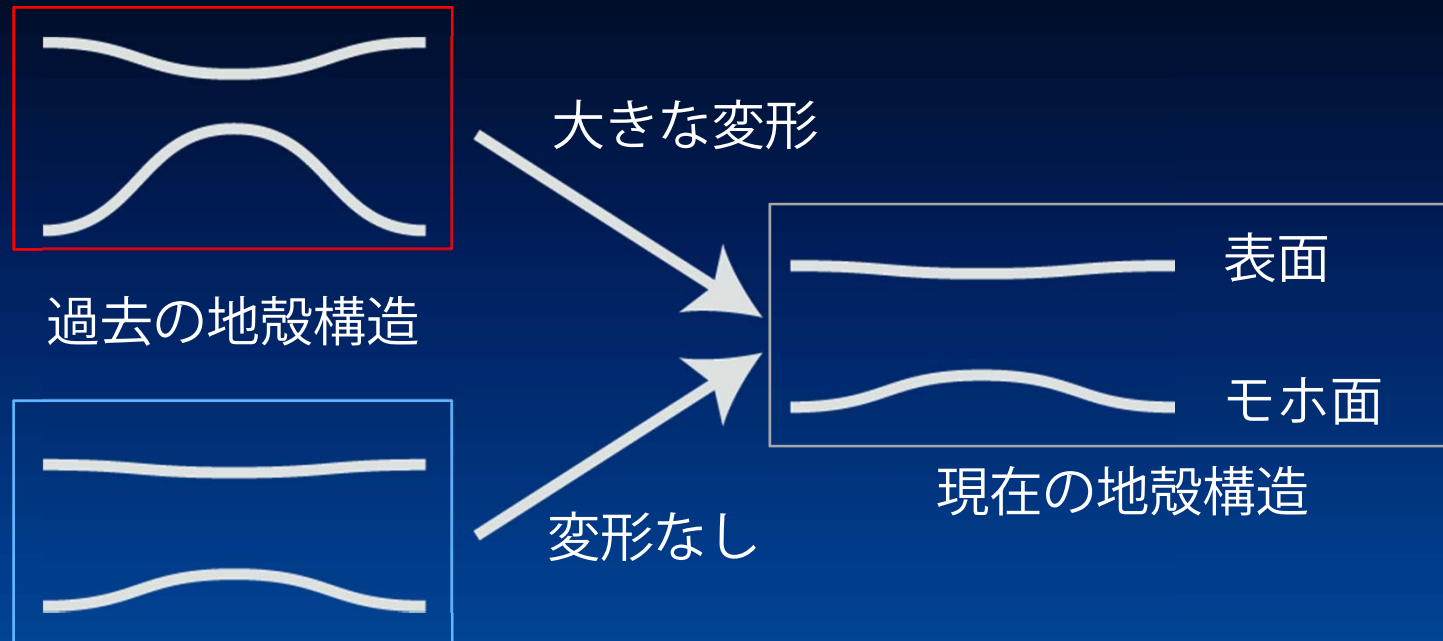 大きな変形
過去の地殻構造
表面
モホ面
現在の地殻構造
変形なし